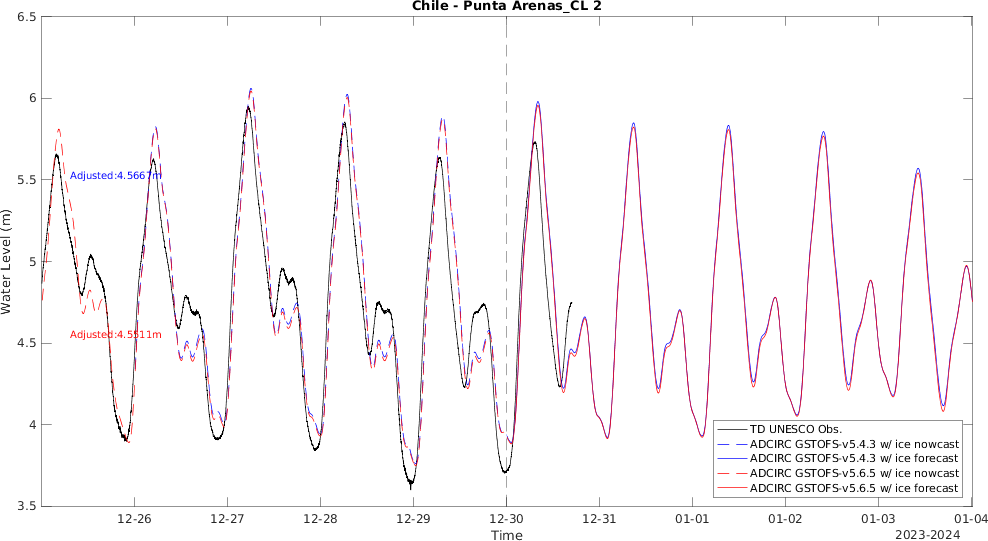 Chile - Punta Arenas_CL 2
6.5
6
5.5
5
4.5
4
3.5
Water Level (m)
Adjusted:4.5667m
Adjusted:4.5511m
TD UNESCO Obs.
ADCIRC GSTOFS-v5.4.3 w/ ice nowcast
ADCIRC GSTOFS-v5.4.3 w/ ice forecast
ADCIRC GSTOFS-v5.6.5 w/ ice nowcast
ADCIRC GSTOFS-v5.6.5 w/ ice forecast
12-26 12-27 12-28 12-29 12-30 12-31 01-01 01-02 01-03 01-04
Time
2023-2024